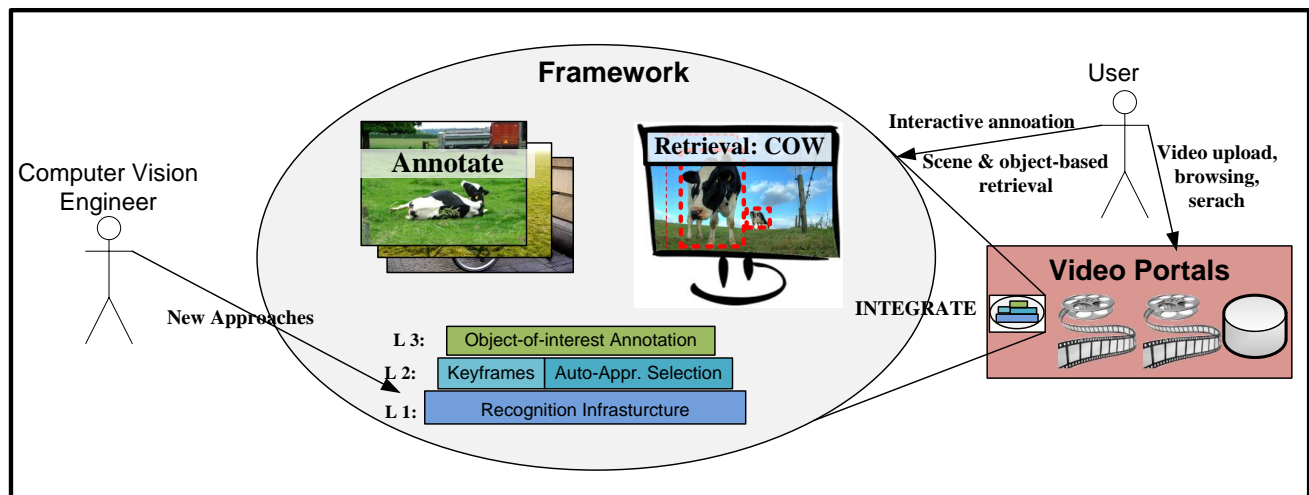 Framework
User
Annotate
Retrieval: COW
Interactive annoation
Scene & object-based
retrieval
Video upload,
browsing,
serach
Computer Vision
Engineer
New Approaches
Video Portals
INTEGRATE
L 3:
Object-of-interest Annotation
L 2:
Keyframes
Auto-Appr. Selection
L 1:
Recognition Infrasturcture